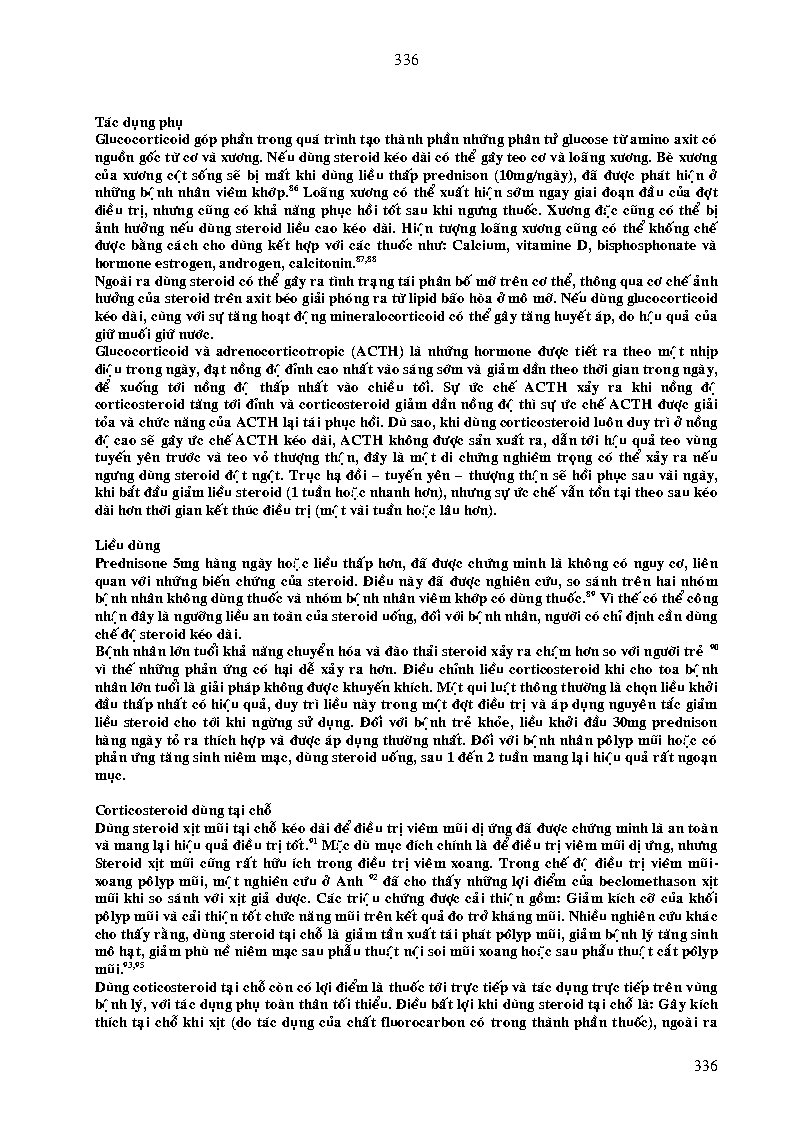 336
Tác dụng phụ
Glucocorticoid góp phần trong quá trình tạo thành phần những phân tử glucose từ amino axit có
nguồn gốc từ cơ và xương. Nếu dùng steroid kéo dài có thể gây teo cơ và loãng xương. Bè xương
của xương cột sống sẽ bị mất khi dùng liều thấp prednison (10mg/ngày), đã được phát hiện ở
những bệnh nhân viêm khớp.86 Loãng xương có thể xuất hiện sớm ngay giai đoạn đầu của đợt
điều trị, nhưng cũng có khả năng phục hồi tốt sau khi ngưng thuốc. Xương đặc cũng có thể bị
ảnh hưởng nếu dùng steroid liều cao kéo dài. Hiện tượng loãng xương cũng có thể khống chế
được bằng cách cho dùng kết hợp với các thuốc như: Calcium, vitamine D, bisphosphonate và
hormone estrogen, androgen, calcitonin.87,88
Ngoài ra dùng steroid có thể gây ra tình trạng tái phân bố mỡ trên cơ thể, thông qua cơ chế ảnh
hưởng của steroid trên axit béo giải phóng ra từ lipid bão hòa ở mô mỡ. Nếu dùng glucocorticoid
kéo dài, cùng với sự tăng hoạt động mineralocorticoid có thể gây tăng huyết áp, do hậu quả của
giữ muối giữ nước.
Glucocorticoid và adrenocorticotropic (ACTH) là những hormone được tiết ra theo một nhịp
điệu trong ngày, đạt nồng độ đỉnh cao nhất vào sáng sớm và giảm dần theo thời gian trong ngày,
để xuống tới nồng độ thấp nhất vào chiều tối. Sự ức chế ACTH xảy ra khi nồng độ
corticosteroid tăng tới đỉnh và corticosteroid giảm dần nồng độ thì sự ức chế ACTH được giải
tỏa và chức năng của ACTH lại tái phục hồi. Dù sao, khi dùng corticosteroid luôn duy trì ở nồng
độ cao sẽ gây ức chế ACTH kéo dài, ACTH không được sản xuất ra, dẫn tới hậu quả teo vùng
tuyến yên trước và teo vỏ thượng thận, đây là một di chứng nghiêm trọng có thể xảy ra nếu
ngưng dùng steroid đột ngột. Trục hạ đồi – tuyến yên – thượng thận sẽ hồi phục sau vài ngày,
khi bắt đầu giảm liều steroid (1 tuần hoặc nhanh hơn), nhưng sự ức chế vẫn tồn tại theo sau kéo
dài hơn thời gian kết thúc điều trị (một vài tuần hoặc lâu hơn).
Liều dùng
Prednisone 5mg hàng ngày hoặc liều thấp hơn, đã được chứng minh là không có nguy cơ, liên
quan với những biến chứng của steroid. Điều này đã được nghiên cứu, so sánh trên hai nhóm
bệnh nhân không dùng thuốc và nhóm bệnh nhân viêm khớp có dùng thuốc.89 Vì thế có thể công
nhận đây là ngưỡng liều an toàn của steroid uống, đối với bệnh nhân, người có chỉ định cần dùng
chế độ steroid kéo dài.
Bệnh nhân lớn tuổi khả năng chuyển hóa và đào thải steroid xảy ra chậm hơn so với người trẻ 90
vì thế những phản ứng có hại dễ xảy ra hơn. Điều chỉnh liều corticosteroid khi cho toa bệnh
nhân lớn tuổi là giải pháp không được khuyến khích. Một qui luật thông thường là chọn liều khởi
đầu thấp nhất có hiệu quả, duy trì liều này trong một đợt điều trị và áp dụng nguyên tắc giảm
liều steroid cho tới khi ngừng sử dụng. Đối với bệnh trẻ khỏe, liều khởi đầu 30mg prednison
hàng ngày tỏ ra thích hợp và được áp dụng thường nhất. Đối với bệnh nhân pôlyp mũi hoặc có
phản ứng tăng sinh niêm mạc, dùng steroid uống, sau 1 đến 2 tuần mang lại hiệu quả rất ngoạn
mục.
Corticosteroid dùng tại chỗ
Dùng steroid xịt mũi tại chỗ kéo dài để điều trị viêm mũi dị ứng đã được chứng minh là an toàn
và mang lại hiệu quả điều trị tốt.91 Mặc dù mục đích chính là để điều trị viêm mũi dị ứng, nhưng
Steroid xịt mũi cũng rất hữu ích trong điều trị viêm xoang. Trong chế độ điều trị viêm mũi-
xoang pôlyp mũi, một nghiên cứu ở Anh 92 đã cho thấy những lợi điểm của beclomethason xịt
mũi khi so sánh với xịt giả dược. Các triệu chứng được cải thiện gồm: Giảm kích cỡ của khối
pôlyp mũi và cải thiện tốt chức năng mũi trên kết quả đo trở kháng mũi. Nhiều nghiên cứu khác
cho thấy rằng, dùng steroid tại chỗ là giảm tần xuất tái phát pôlyp mũi, giảm bệnh lý tăng sinh
mô hạt, giảm phù nề niêm mạc sau phẫu thuật nội soi mũi xoang hoặc sau phẫu thuật cắt pôlyp
mũi.93,95
Dùng coticosteroid tại chỗ còn có lợi điểm là thuốc tới trực tiếp và tác dụng trực tiếp trên vùng
bệnh lý, với tác dụng phụ toàn thân tối thiểu. Điều bất lợi khi dùng steroid tại chỗ là: Gây kích
thích tại chỗ khi xịt (do tác dụng của chất fluorocarbon có trong thành phần thuốc), ngoài ra
336